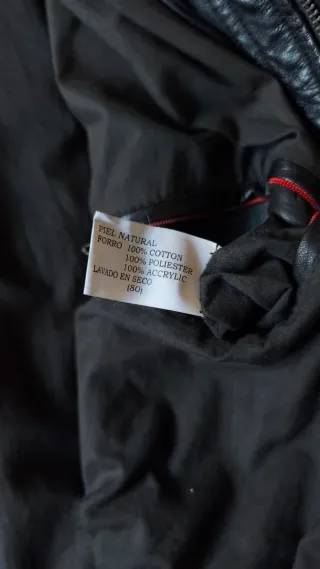 PIEL NATURAL
FORRO 100% COTTON
100% POLIESTER
100% ACCRYLIC
LAVADO EN SECO
(80)